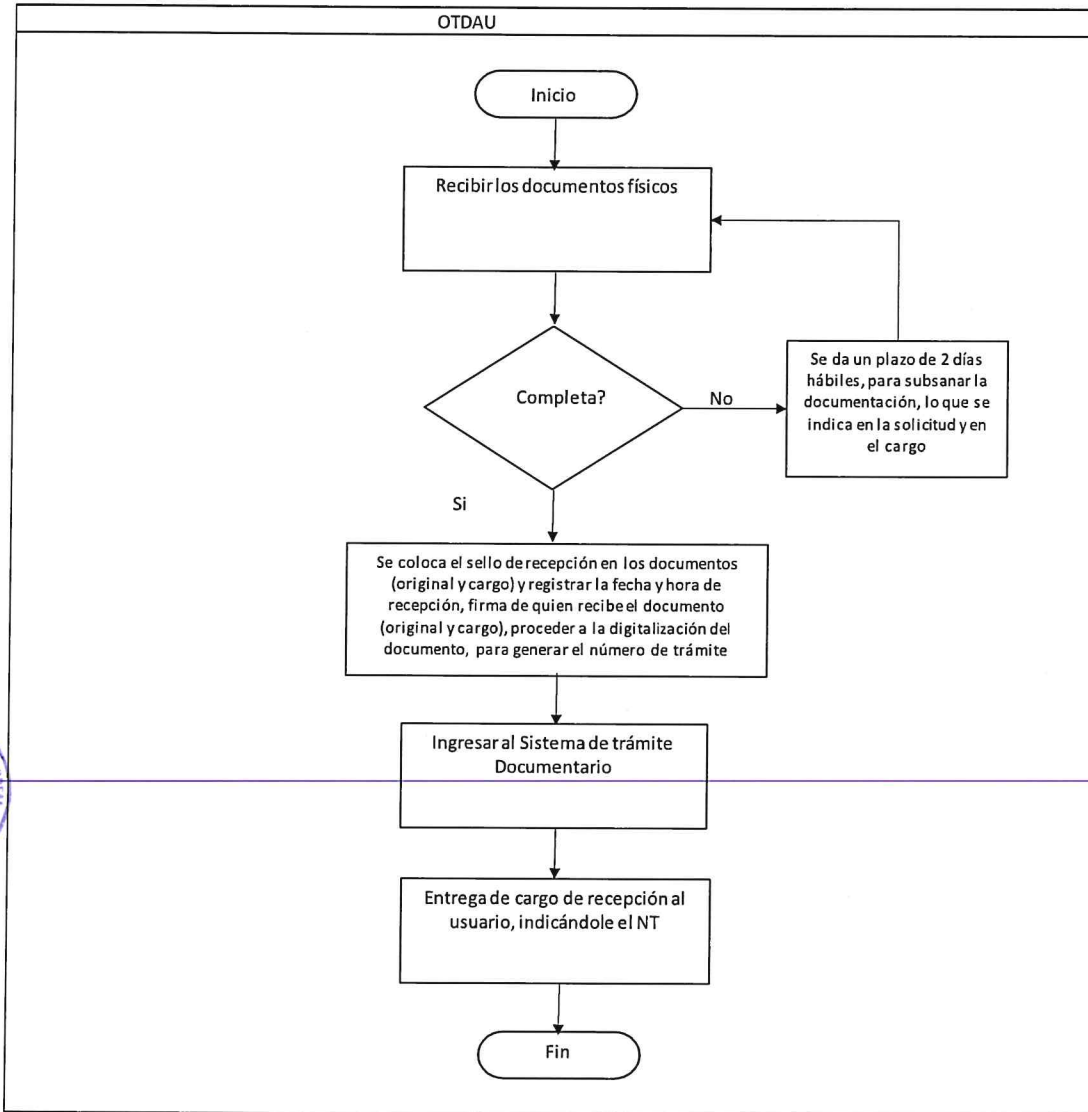 OTDAU
Inicio
Recibir los documentos físicos
Completa?
No
Se da un plazo de 2 días
hábiles, para subsanar la
documentación, lo que se
indica en la solicitud y en
el cargo
Si
Se coloca el sello de recepción en los documentos
(original y cargo) y registrar la fecha y hora de
recepción, firma de quien recibe el documento
(original y cargo), proceder a la digitalización del
documento, para generar el número de trámite
Ingresar al Sistema de trámite
Documentario
Entrega de cargo de recepción al
usuario, indicándole el NT
Fin